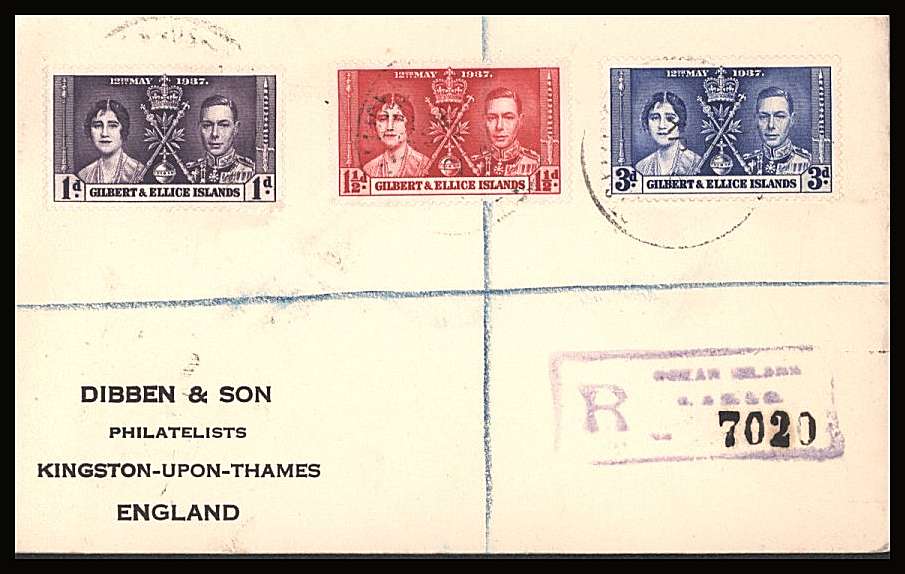 12TH MAY 1937.
1d GILBERT & ELLICE ISLANDS 1d.
12TH MAY 1937.
1½d. GILBERT & ELLICE ISLANDS 1½d.
12TH MAY 1937.
3d GILBERT & ELLICE ISLANDS 3d.
DIBBEN & SON
PHILATELISTS
KINGSTON-UPON-THAMES
ENGLAND
R
7020